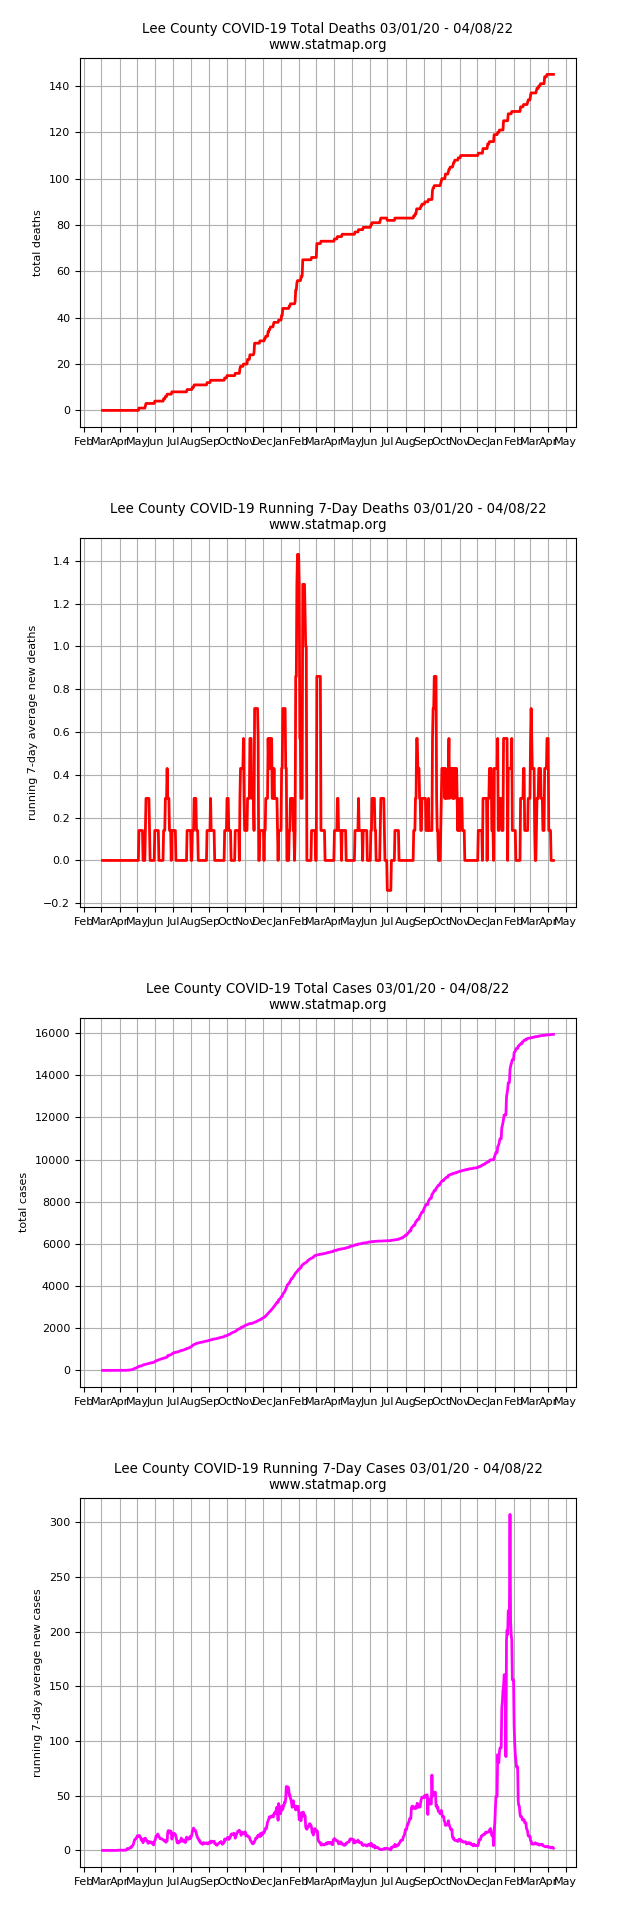 Lee County COVID-19 Total Deaths 03/01/20 - 04/08/22
www.statmap.org
140
120
100
80
60
40
20
0
total deaths
Feb Mar Apr May Jun Jul Aug Sep Oct Nov Dec Jan Feb Mar Apr May Jun Jul Aug Sep Oct Nov Dec Jan Feb Mar Apr May
Lee County COVID-19 Running 7-Day Deaths 03/01/20 - 04/08/22
www.statmap.org
1.4
1.2
1.0
0.8
0.6
0.4
0.2
0.0
−0.2
running 7-day average new deaths
Feb Mar Apr May Jun Jul Aug Sep Oct Nov Dec Jan Feb Mar Apr May Jun Jul Aug Sep Oct Nov Dec Jan Feb Mar Apr May
Lee County COVID-19 Total Cases 03/01/20 - 04/08/22
www.statmap.org
16000
14000
12000
10000
8000
6000
4000
2000
0
total cases
Feb Mar Apr May Jun Jul Aug Sep Oct Nov Dec Jan Feb Mar Apr May Jun Jul Aug Sep Oct Nov Dec Jan Feb Mar Apr May
Lee County COVID-19 Running 7-Day Cases 03/01/20 - 04/08/22
www.statmap.org
300
250
200
150
100
50
0
running 7-day average new cases
Feb Mar Apr May Jun Jul Aug Sep Oct Nov Dec Jan Feb Mar Apr May Jun Jul Aug Sep Oct Nov Dec Jan Feb Mar Apr May